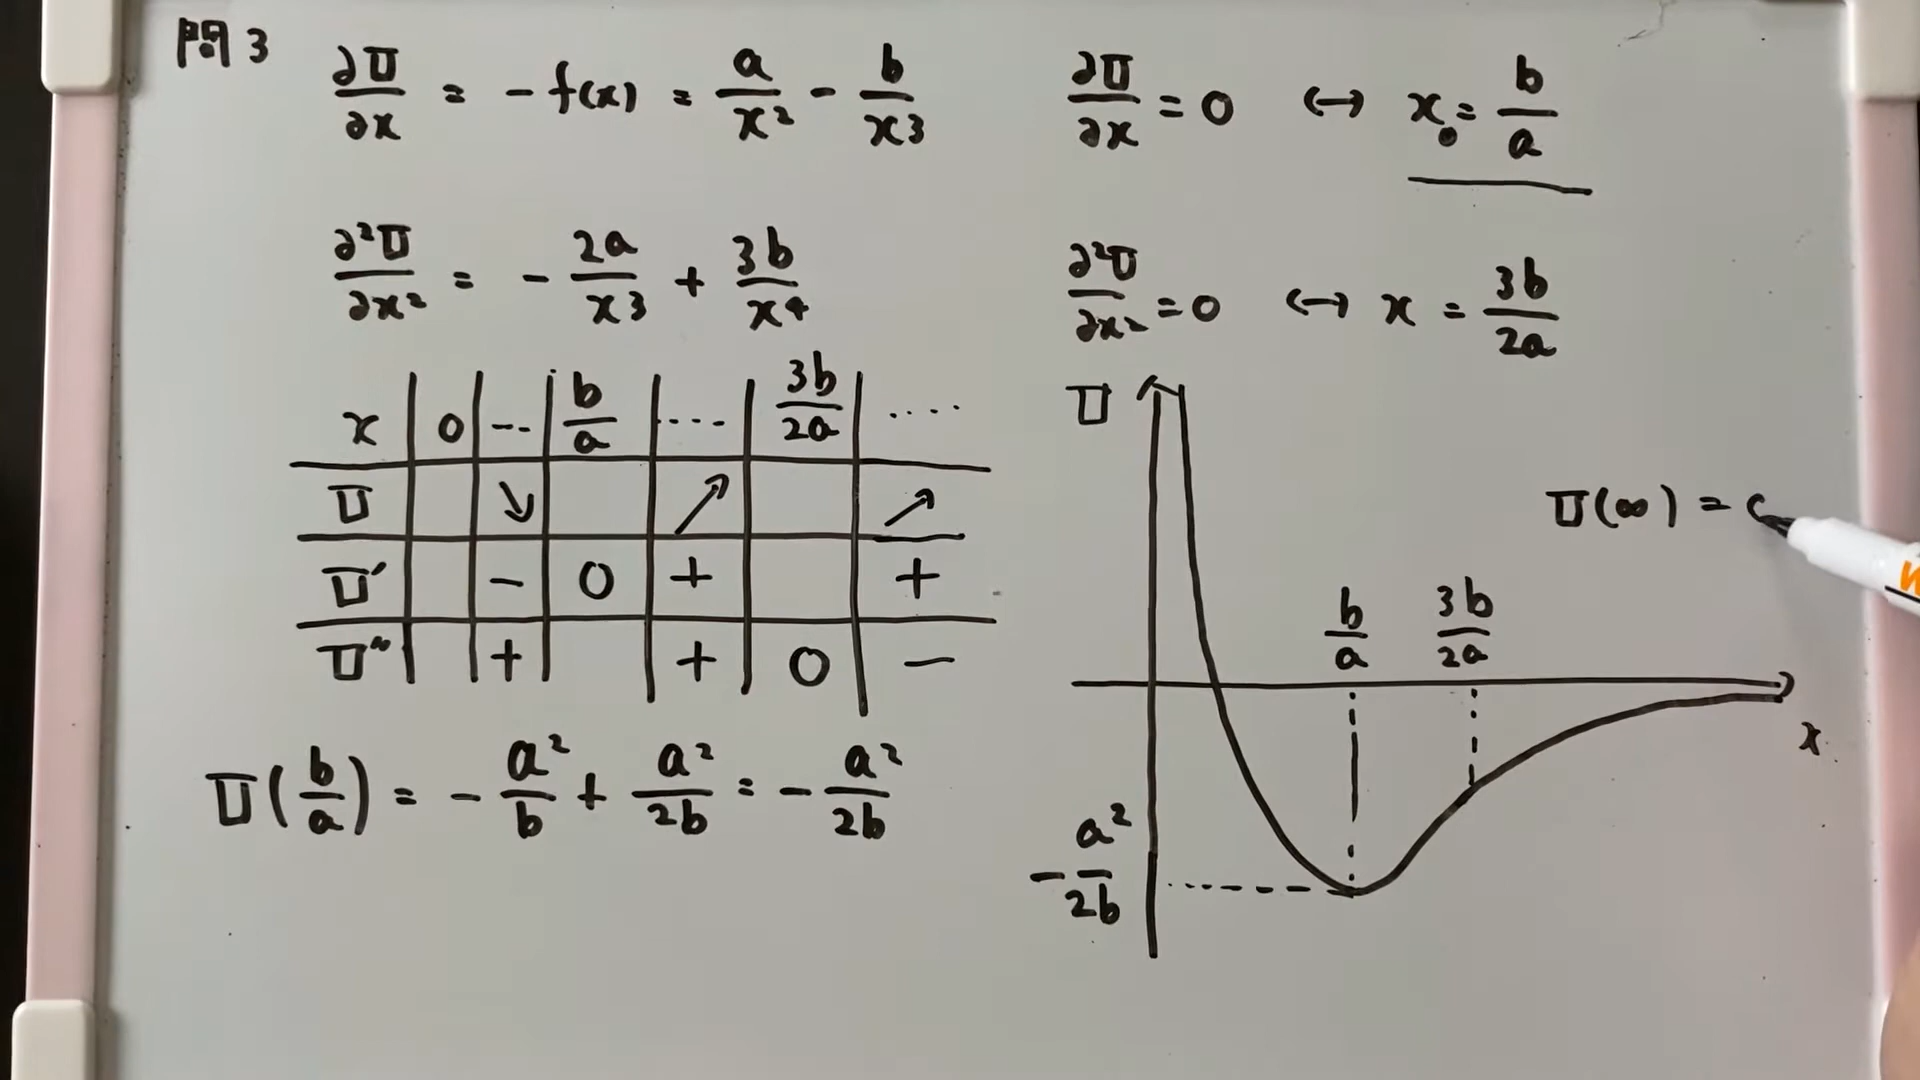 問3
∂U/∂x = -f(x) = a/x² - b/x³
∂U/∂x = 0 ↔ x₀ = b/a
∂²U/∂x² = -2a/x³ + 3b/x⁴
∂²U/∂x² = 0 ↔ x = 3b/2a
x 0 ... b/a .... 3b/2a ....
U ↘ ↗ ↗
U' - 0 + +
U'' + + 0 -
U(b/a) = -a²/b + a²/2b = -a²/2b
U
U(∞) =
b/a 3b/2a
x
-a²/2b